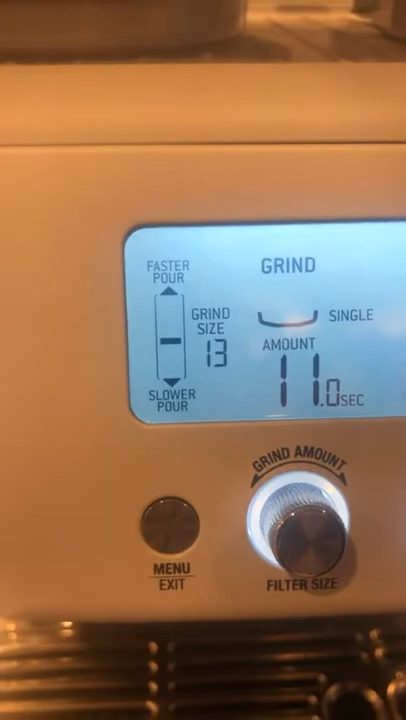 FASTER
POUR
GRIND
GRIND
SIZE
13
SINGLE
AMOUNT
11.0SEC
SLOWER
POUR
GRIND AMOUNT
MENU
EXIT
FILTER SIZE